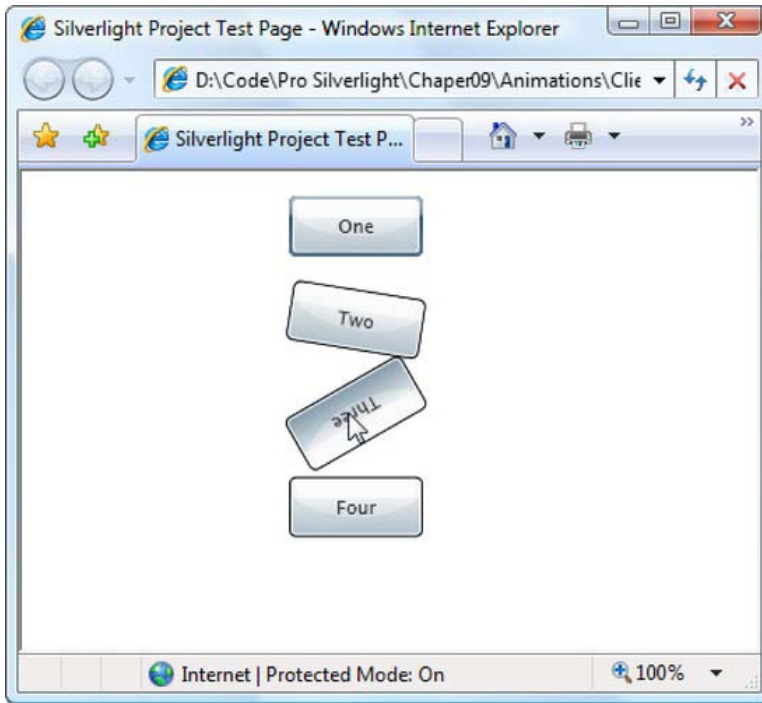 Silverlight Project Test Page - Windows Internet Explorer
D:\Code\Pro Silverlight\Chaper09\Animations\Clie
Silverlight Project Test P...
One
Two
Three
Four
Internet | Protected Mode: On
100%